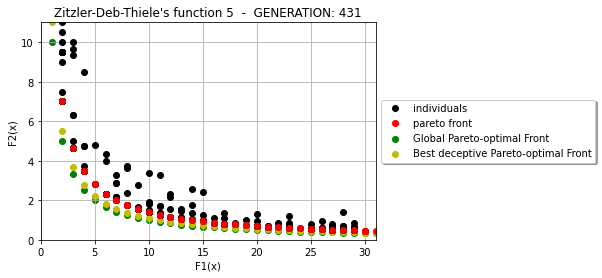 Zitzler-Deb-Thiele's function 5 - GENERATION: 431
10
8
6
4
2
0
F2(x)
0 5 10 15 20 25 30
F1(x)
individuals
pareto front
Global Pareto-optimal Front
Best deceptive Pareto-optimal Front